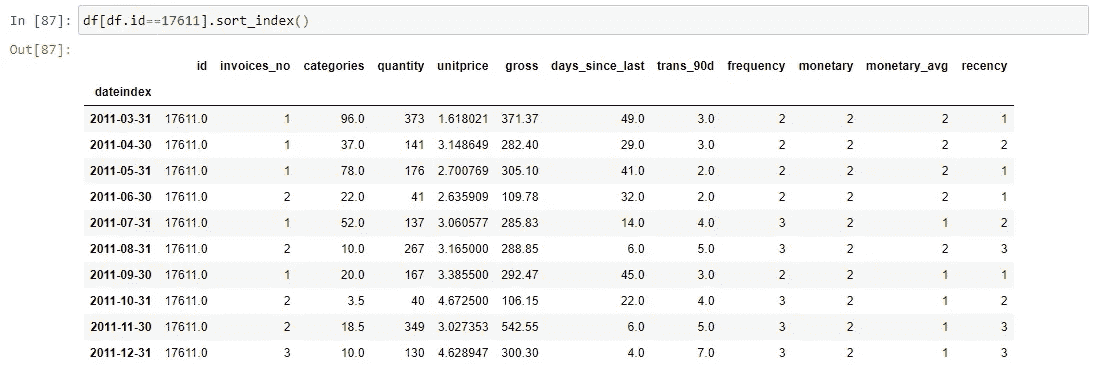 In [87]: df[df.id==17611].sort_index()
Out[87]:
id invoices_no categories quantity unitprice gross days_since_last trans_90d frequency monetary monetary_avg recency
dateindex
2011-03-31 17611.0 1 96.0 373 1.618021 371.37 49.0 3.0 2 2 2 1
2011-04-30 17611.0 1 37.0 141 3.148649 282.40 29.0 3.0 2 2 2 2
2011-05-31 17611.0 1 78.0 176 2.700769 305.10 41.0 2.0 2 2 2 1
2011-06-30 17611.0 2 22.0 41 2.635909 109.78 32.0 2.0 2 2 2 1
2011-07-31 17611.0 1 52.0 137 3.060577 285.83 14.0 4.0 3 2 1 2
2011-08-31 17611.0 2 10.0 267 3.165000 288.85 6.0 5.0 3 2 2 3
2011-09-30 17611.0 1 20.0 167 3.385500 292.47 45.0 3.0 2 2 1 1
2011-10-31 17611.0 2 3.5 40 4.672500 106.15 22.0 4.0 3 2 1 2
2011-11-30 17611.0 2 18.5 349 3.027353 542.55 6.0 5.0 3 2 1 3
2011-12-31 17611.0 3 10.0 130 4.628947 300.30 4.0 7.0 3 2 1 3